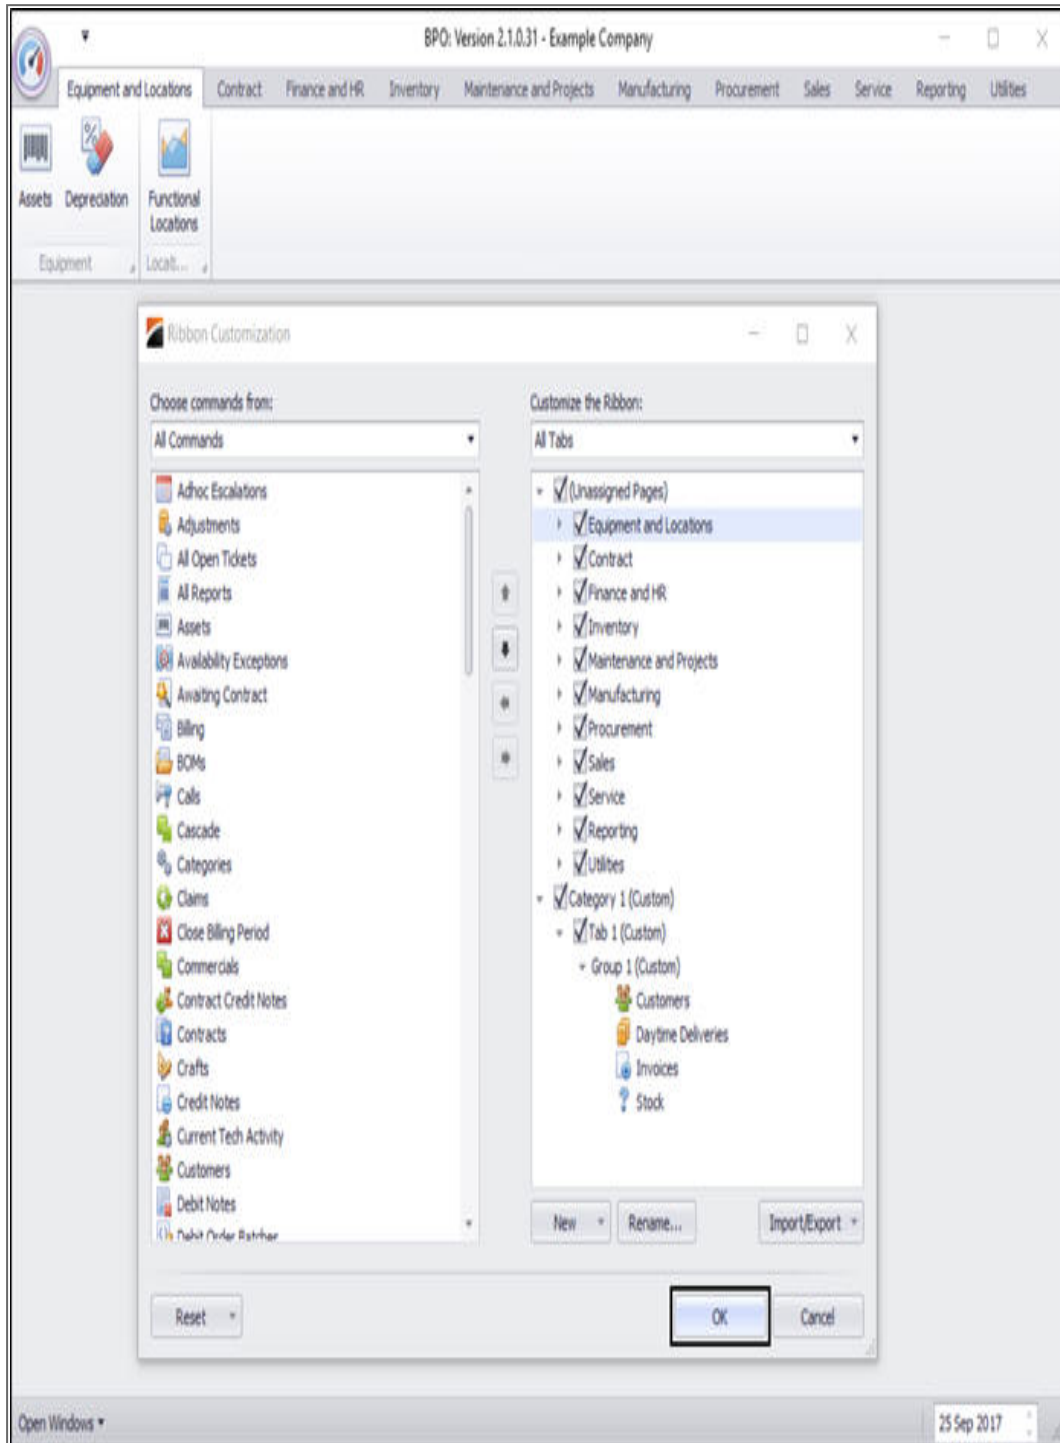 BPO: Version 2.1.0.31 - Example Company
Equipment and Locations Contract Finance and HR Inventory Maintenance and Projects Manufacturing Procurement Sales Service Reporting Utilities
Assets Depreciation Functional Locations
Equipment Locati...
Ribbon Customization
Choose commands from:
All Commands
Adhoc Escalations
Adjustments
All Open Tickets
All Reports
Assets
Availability Exceptions
Awaiting Contract
Billing
BOMs
Calls
Cascade
Categories
Claims
Close Billing Period
Commercials
Contract Credit Notes
Contracts
Crafts
Credit Notes
Current Tech Activity
Customers
Debit Notes
Debit Order Batches
Customize the Ribbon:
All Tabs
(Unassigned Pages)
Equipment and Locations
Contract
Finance and HR
Inventory
Maintenance and Projects
Manufacturing
Procurement
Sales
Service
Reporting
Utilities
Category 1 (Custom)
Tab 1 (Custom)
Group 1 (Custom)
Customers
Daytime Deliveries
Invoices
Stock
New Rename... Import/Export
Reset OK Cancel
Open Windows 25 Sep 2017